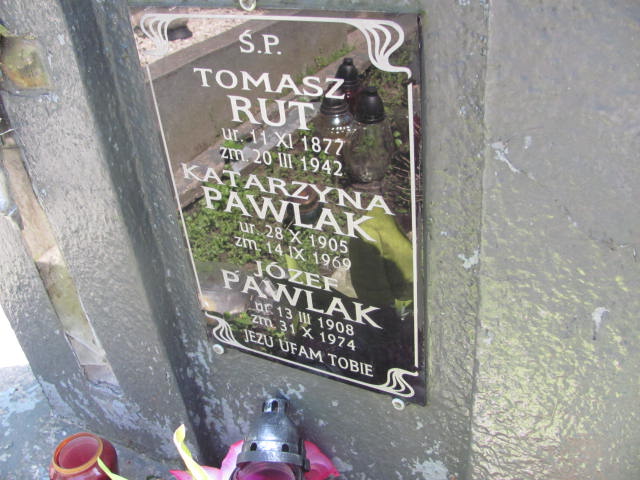 Ś.P.
TOMASZ
RUT
ur. 11 XI 1877
zm. 20 III 1942
KATARZYNA
PAWLAK
ur. 28 X 1905
zm. 14 IX 1969
JÓZEF
PAWLAK
ur. 13 III 1908
zm. 31 X 1974
JEZU UFAM TOBIE